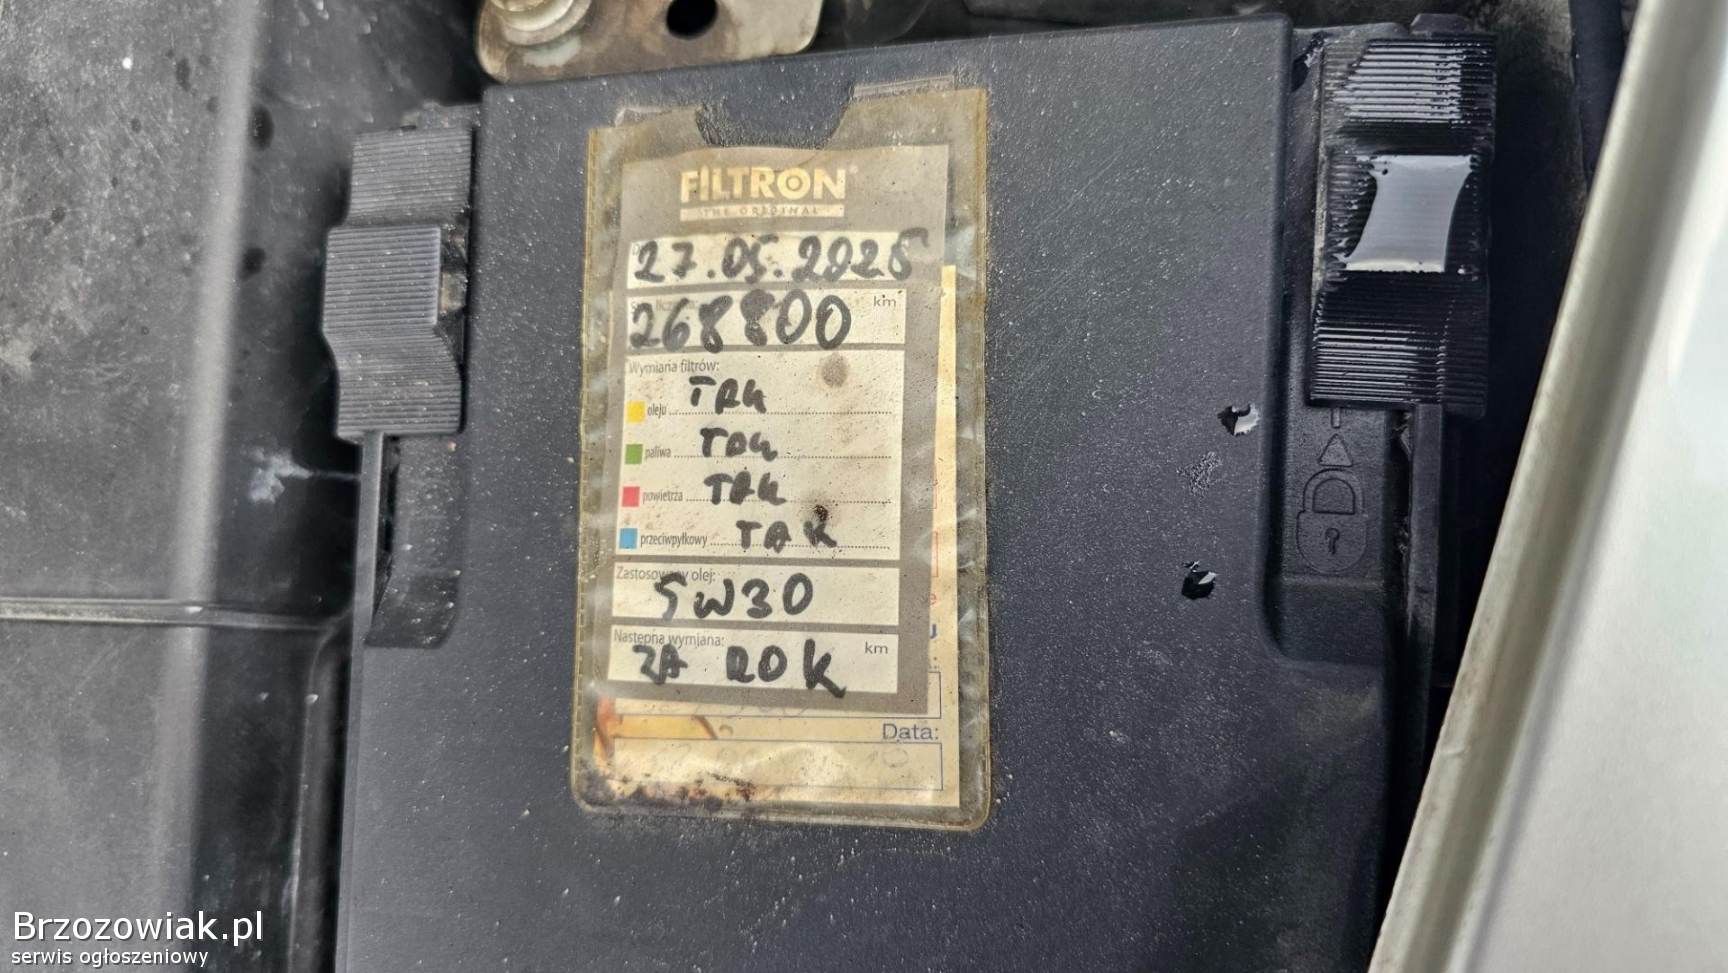 FILTRON
THE ORIGINAL
27.05.2025
268800 km
Wymiana filtrów:
oleju TAK
paliwa TAK
powietrza TAK
przeciwpyłkowy TAK
Zastosowany olej:
5W30
Następna wymiana:
ZA 20K km
Data:
Brzozowiak.pl
serwis ogłoszeniowy